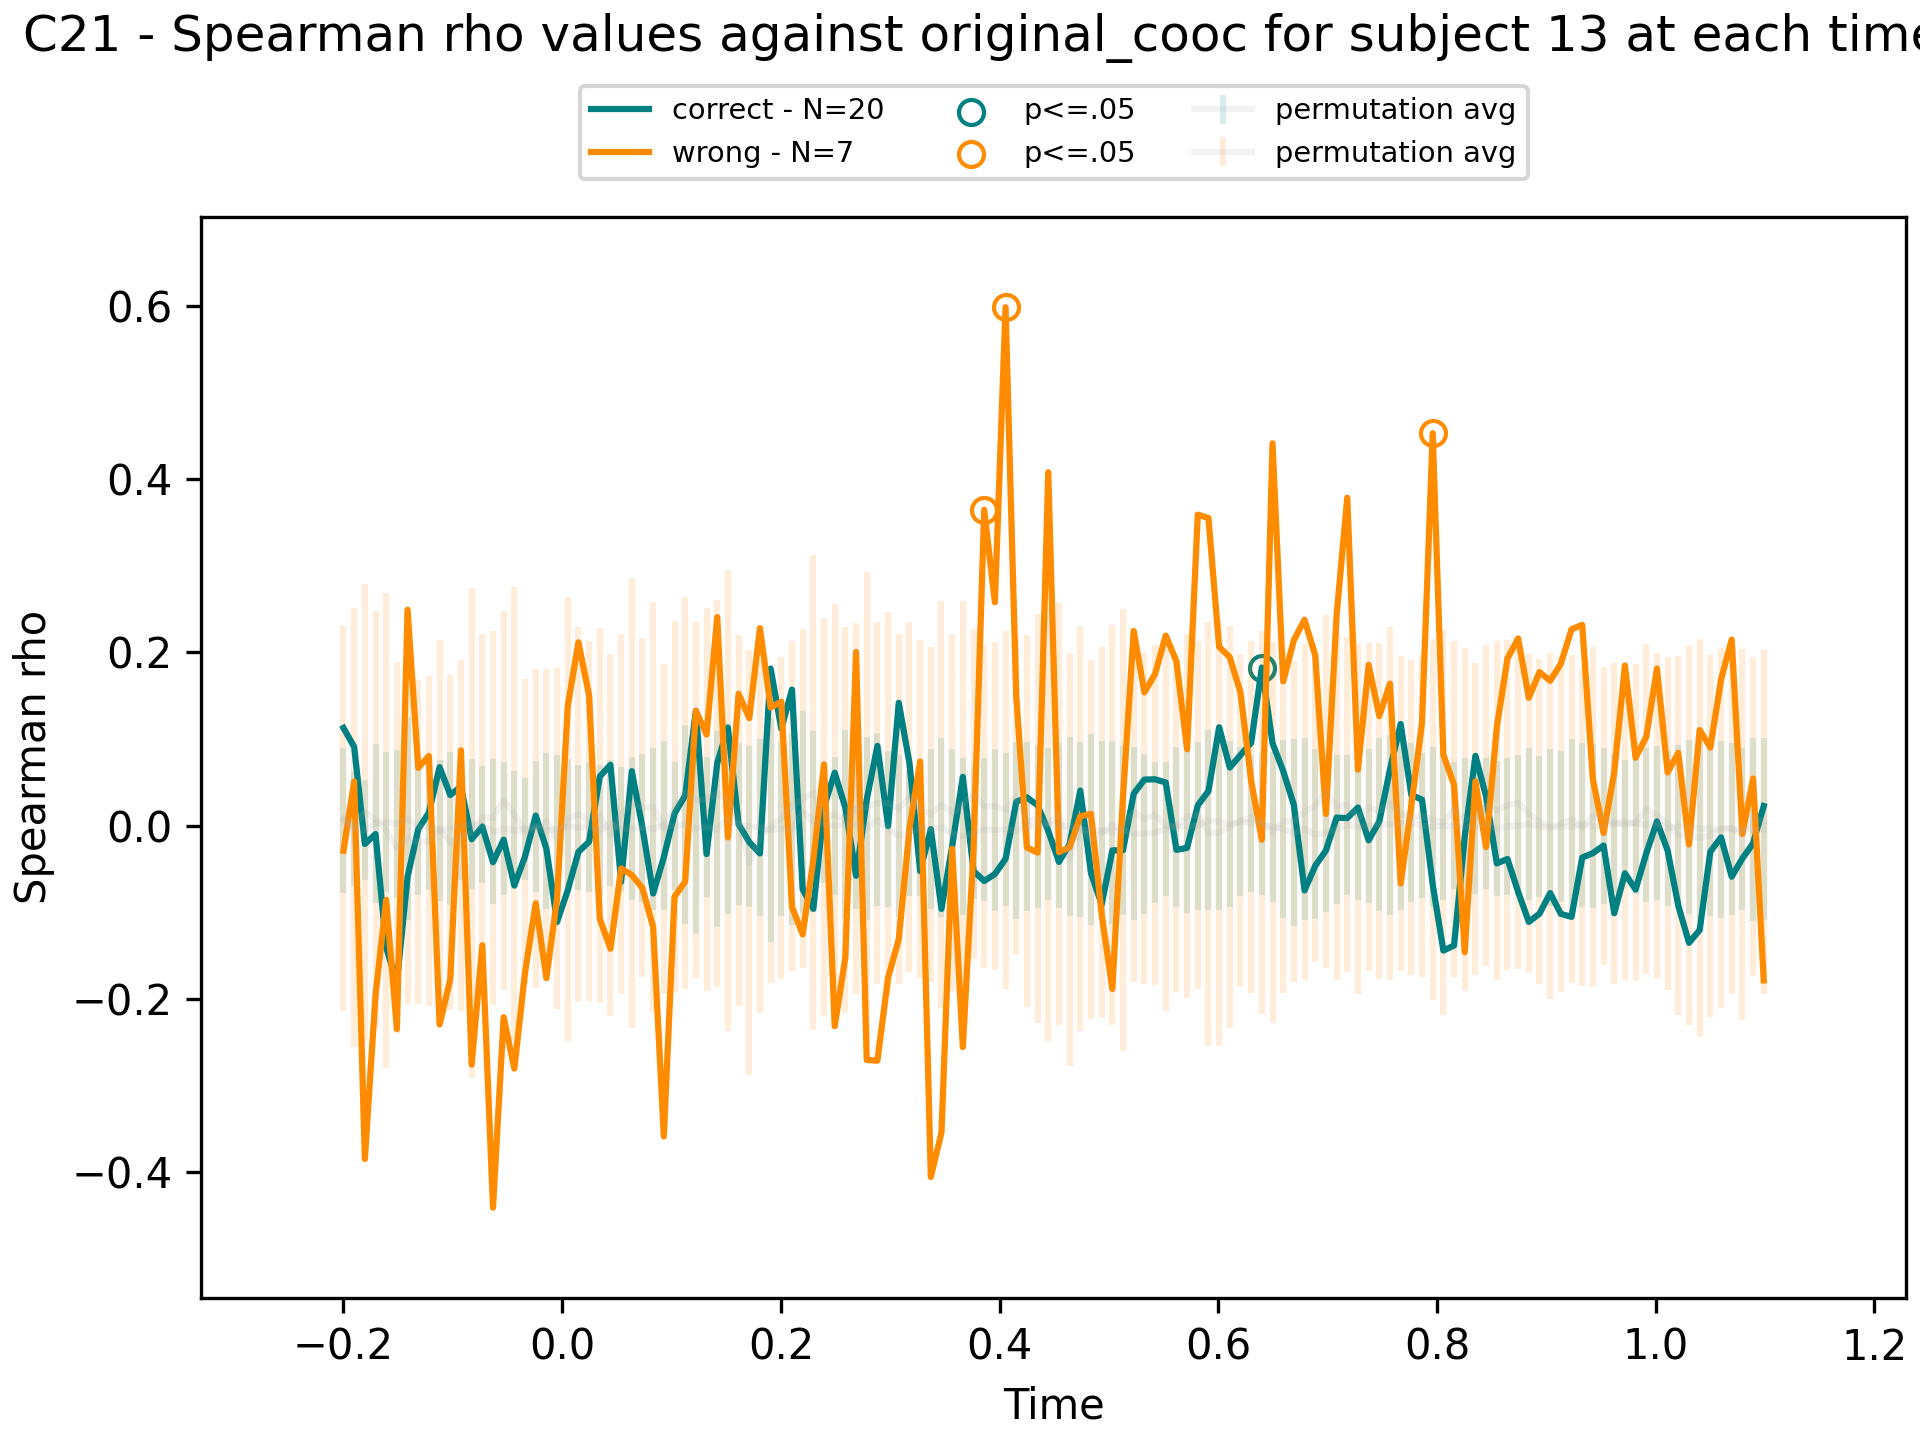 C21 - Spearman rho values against original_cooc for subject 13 at each time
correct - N=20
wrong - N=7
p<=.05
p<=.05
permutation avg
permutation avg
0.6
0.4
0.2
0.0
−0.2
−0.4
Spearman rho
−0.2
0.0
0.2
0.4
0.6
0.8
1.0
1.2
Time